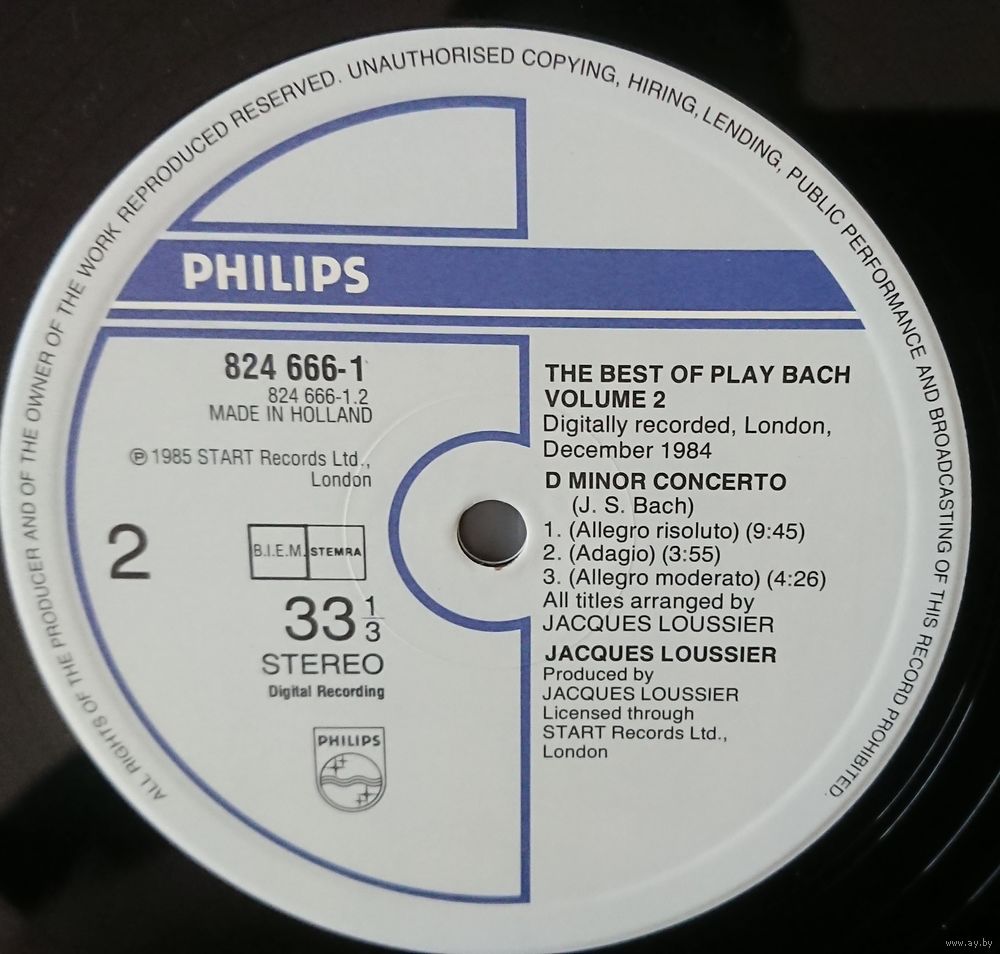 ALL RIGHTS OF THE PRODUCER AND OF THE OWNER OF THE WORK REPRODUCED RESERVED. UNAUTHORISED COPYING, HIRING, LENDING, PUBLIC PERFORMANCE AND BROADCASTING OF THIS RECORD PROHIBITED.
PHILIPS
824 666-1
824 666-1.2
MADE IN HOLLAND
℗ 1985 START Records Ltd.,
London
2
B.I.E.M. STEMRA
33 1/3
STEREO
Digital Recording
PHILIPS
THE BEST OF PLAY BACH
VOLUME 2
Digitally recorded, London,
December 1984
D MINOR CONCERTO
(J. S. Bach)
1. (Allegro risoluto) (9:45)
2. (Adagio) (3:55)
3. (Allegro moderato) (4:26)
All titles arranged by
JACQUES LOUSSIER
JACQUES LOUSSIER
Produced by
JACQUES LOUSSIER
Licensed through
START Records Ltd.,
London
www.ay.by